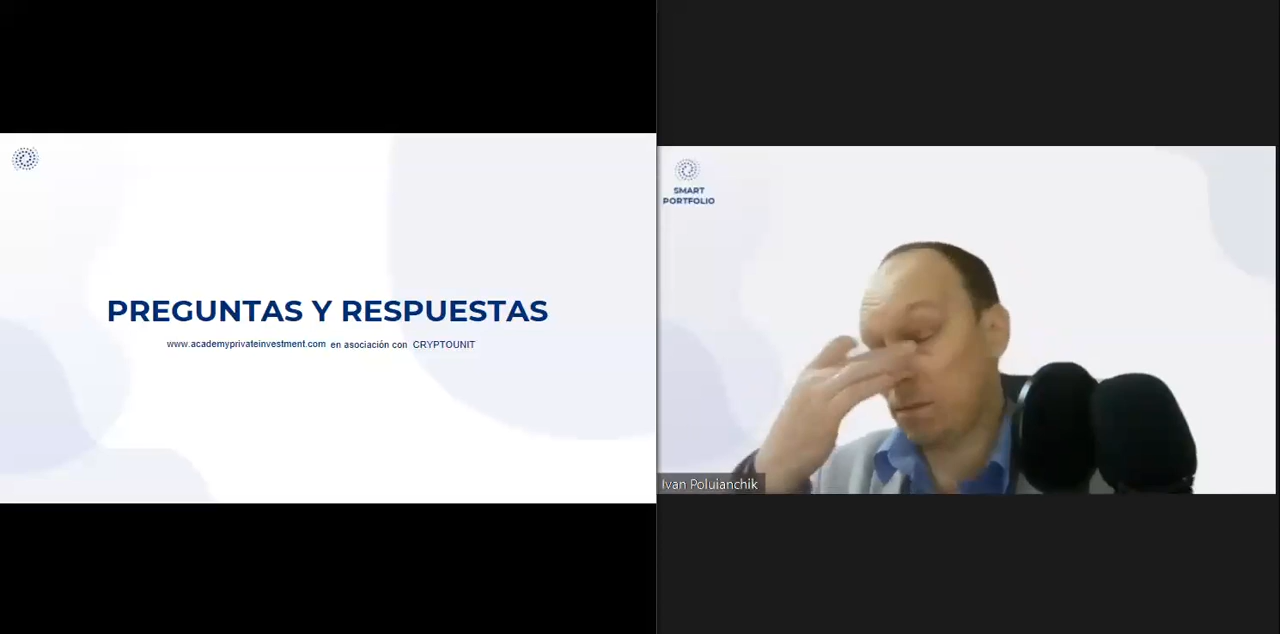 PREGUNTAS Y RESPUESTAS
www.academyprivateinvestment.com en asociación con CRYPTOUNIT
SMART
PORTFOLIO
Ivan Poluianchik